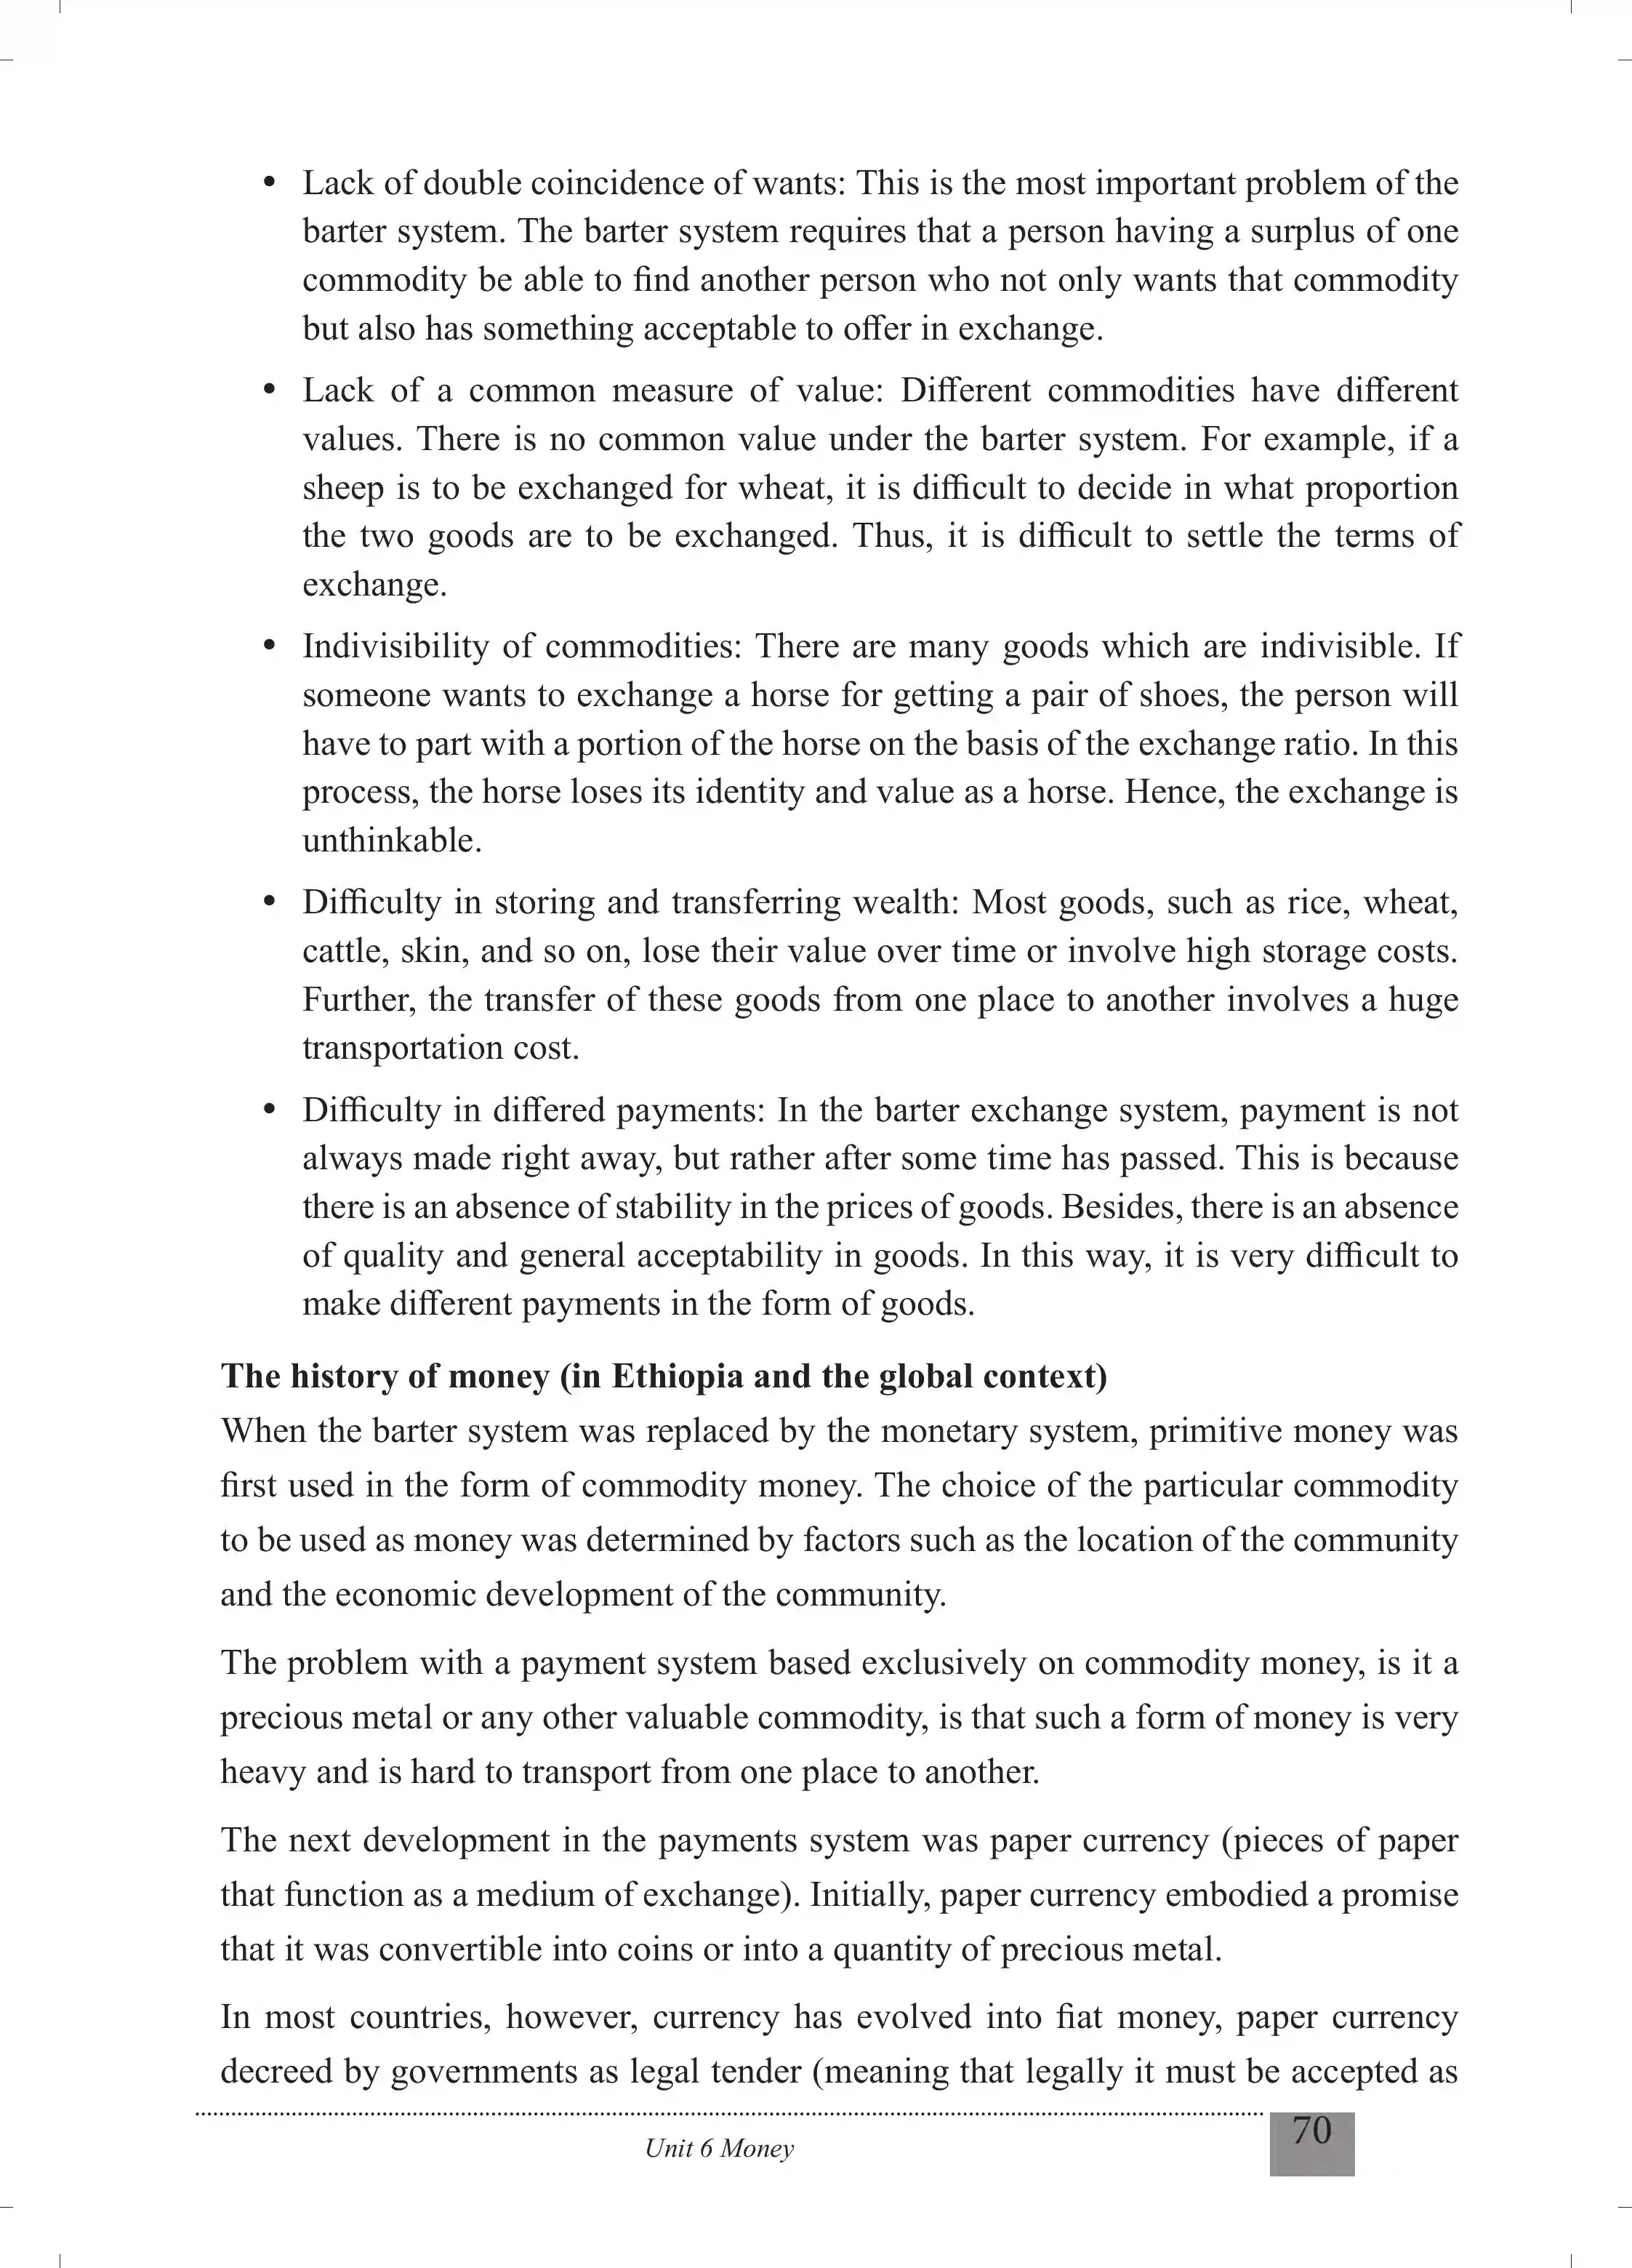 • Lack of double coincidence of wants: This is the most important problem of the
barter system. The barter system requires that a person having a surplus of one
commodity be able to find another person who not only wants that commodity
but also has something acceptable to offer in exchange.
• Lack of a common measure of value: Different commodities have different
values. There is no common value under the barter system. For example, if a
sheep is to be exchanged for wheat, it is difficult to decide in what proportion
the two goods are to be exchanged. Thus, it is difficult to settle the terms of
exchange.
• Indivisibility of commodities: There are many goods which are indivisible. If
someone wants to exchange a horse for getting a pair of shoes, the person will
have to part with a portion of the horse on the basis of the exchange ratio. In this
process, the horse loses its identity and value as a horse. Hence, the exchange is
unthinkable.
• Difficulty in storing and transferring wealth: Most goods, such as rice, wheat,
cattle, skin, and so on, lose their value over time or involve high storage costs.
Further, the transfer of these goods from one place to another involves a huge
transportation cost.
• Difficulty in differed payments: In the barter exchange system, payment is not
always made right away, but rather after some time has passed. This is because
there is an absence of stability in the prices of goods. Besides, there is an absence
of quality and general acceptability in goods. In this way, it is very difficult to
make different payments in the form of goods.
The history of money (in Ethiopia and the global context)
When the barter system was replaced by the monetary system, primitive money was
first used in the form of commodity money. The choice of the particular commodity
to be used as money was determined by factors such as the location of the community
and the economic development of the community.
The problem with a payment system based exclusively on commodity money, is it a
precious metal or any other valuable commodity, is that such a form of money is very
heavy and is hard to transport from one place to another.
The next development in the payments system was paper currency (pieces of paper
that function as a medium of exchange). Initially, paper currency embodied a promise
that it was convertible into coins or into a quantity of precious metal.
In most countries, however, currency has evolved into fiat money, paper currency
decreed by governments as legal tender (meaning that legally it must be accepted as
Unit 6 Money
70